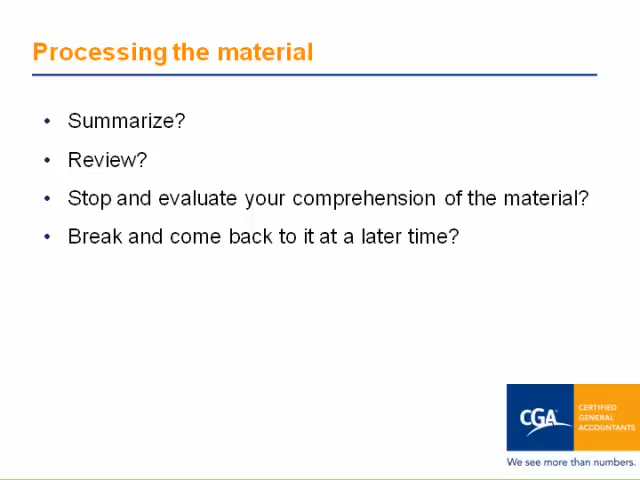 Processing the material
• Summarize?
• Review?
• Stop and evaluate your comprehension of the material?
• Break and come back to it at a later time?
CGA
CERTIFIED
GENERAL
ACCOUNTANTS
We see more than numbers.